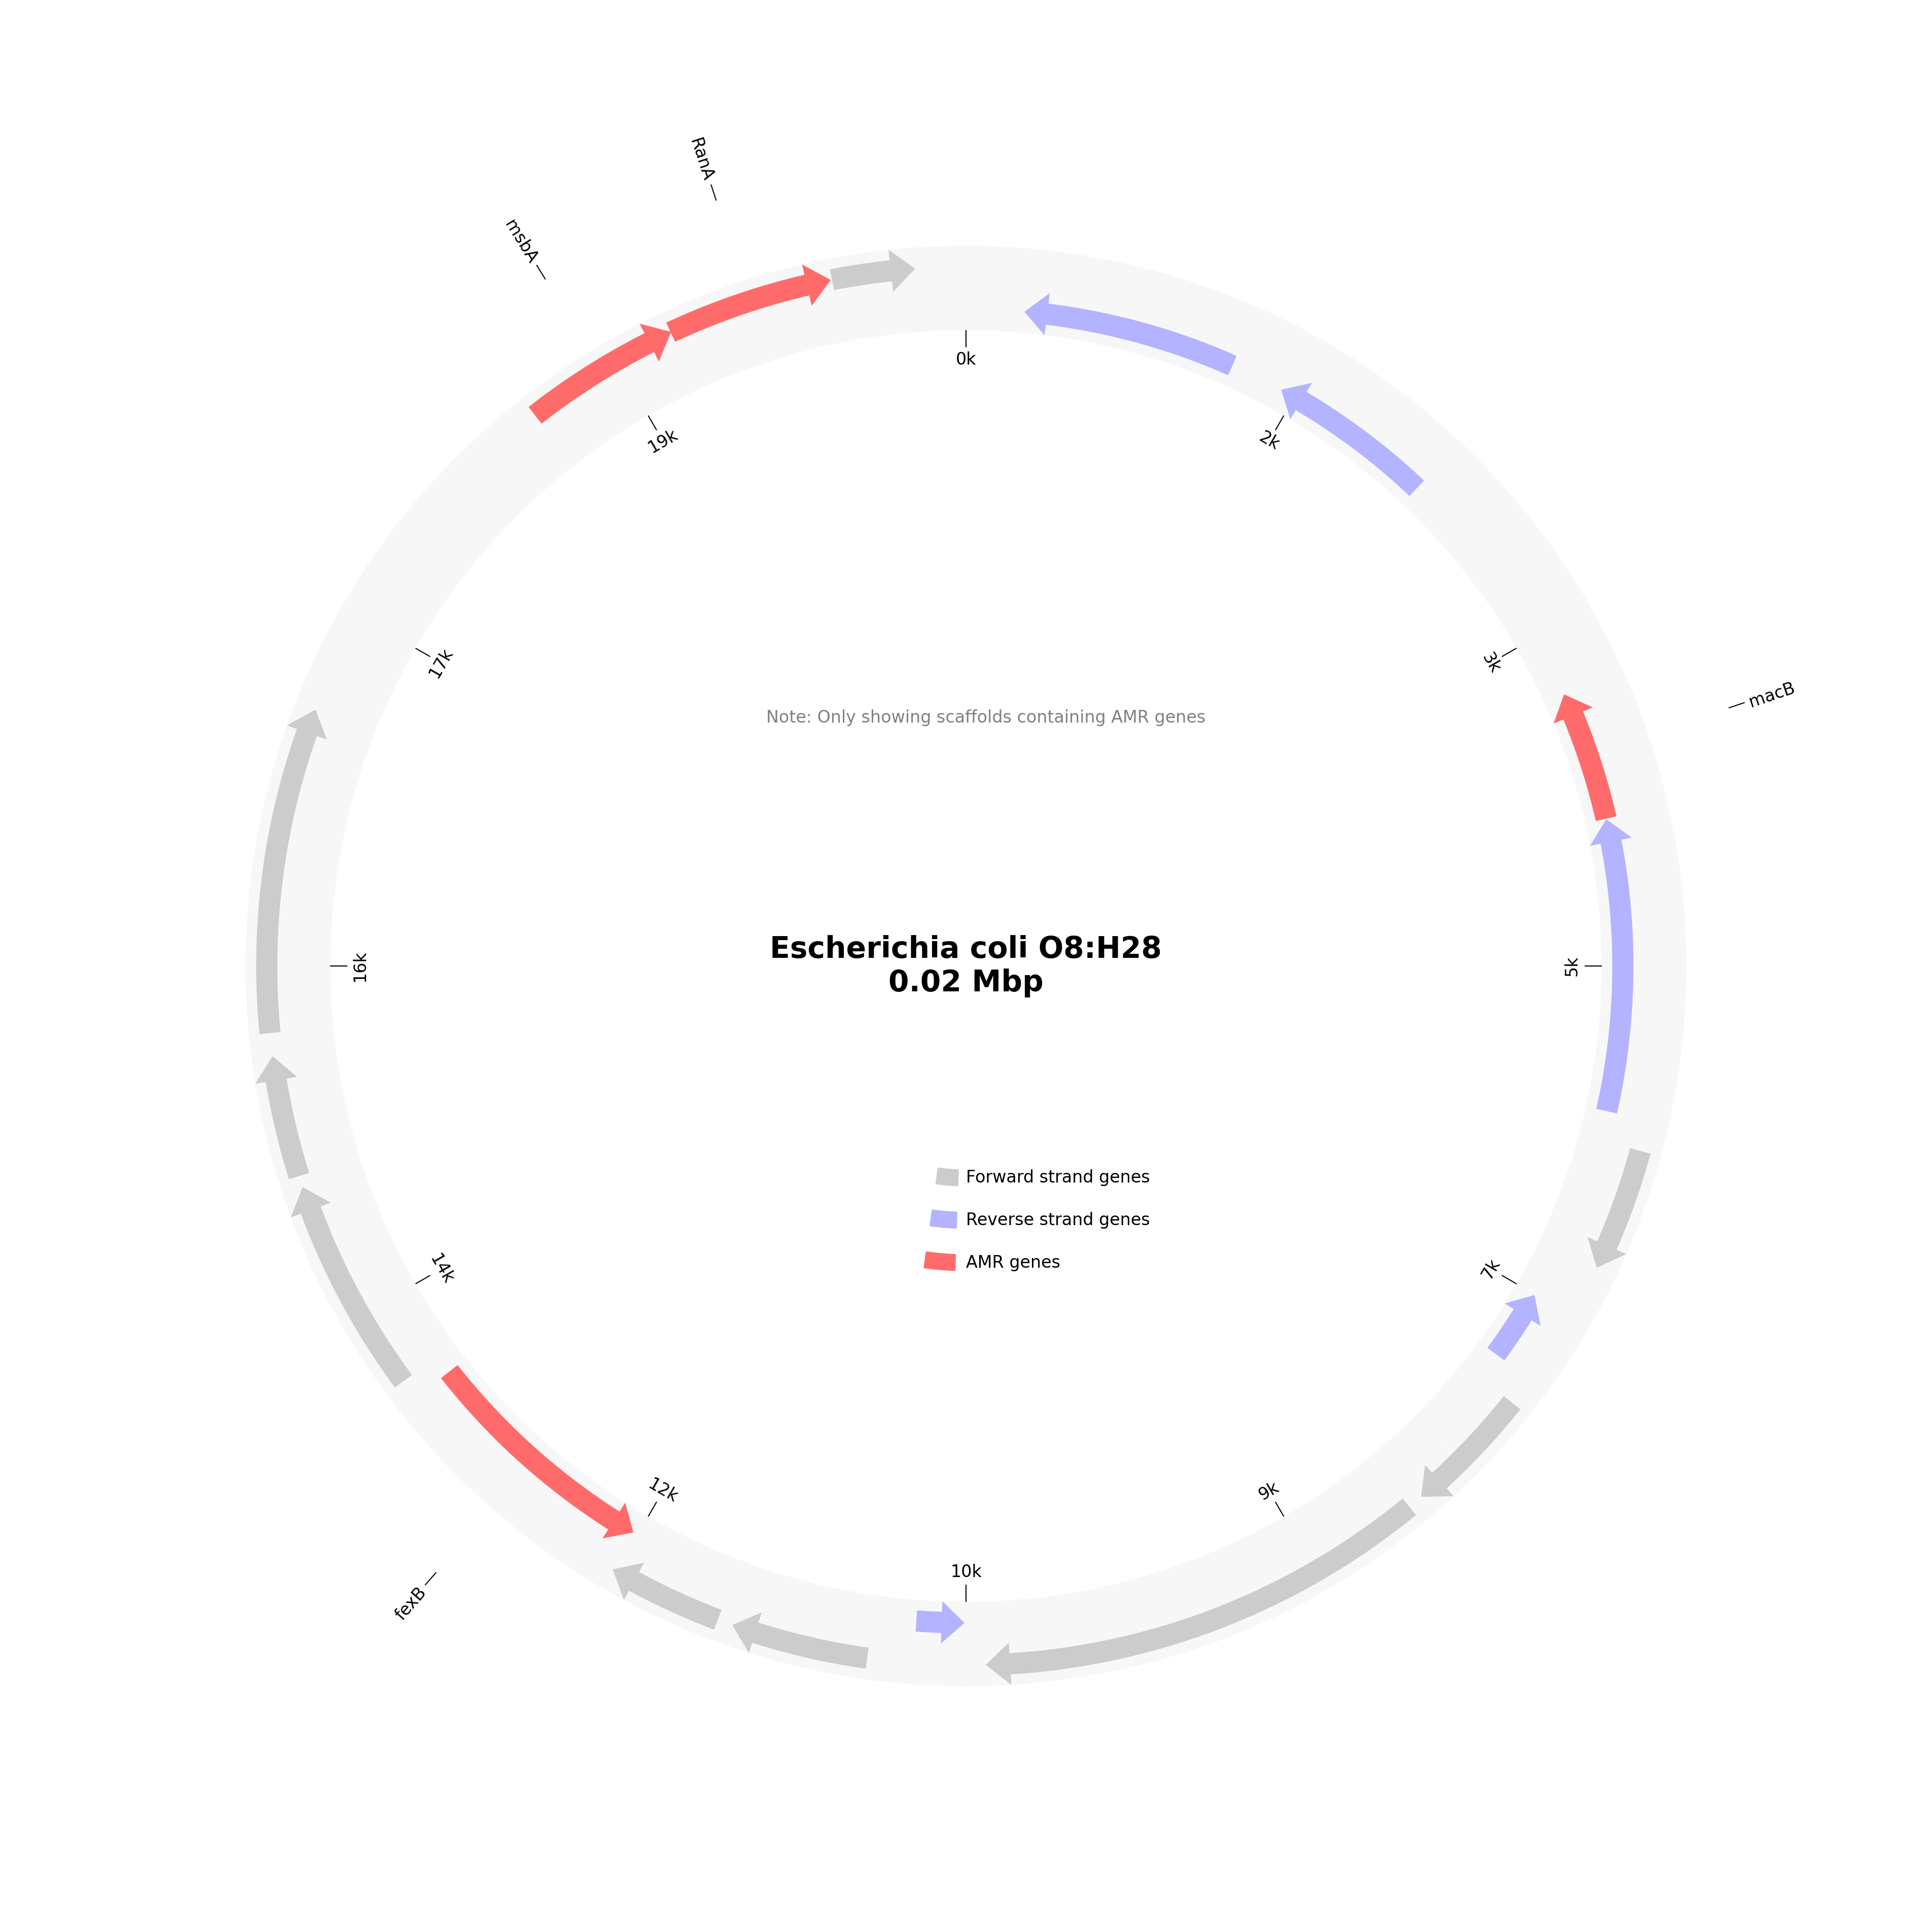 RanA
msbA
0k
19k
2k
17k
3k
macB
Note: Only showing scaffolds containing AMR genes
Escherichia coli O8:H28
0.02 Mbp
16k
5k
Forward strand genes
Reverse strand genes
AMR genes
14k
7k
12k
9k
10k
fexB